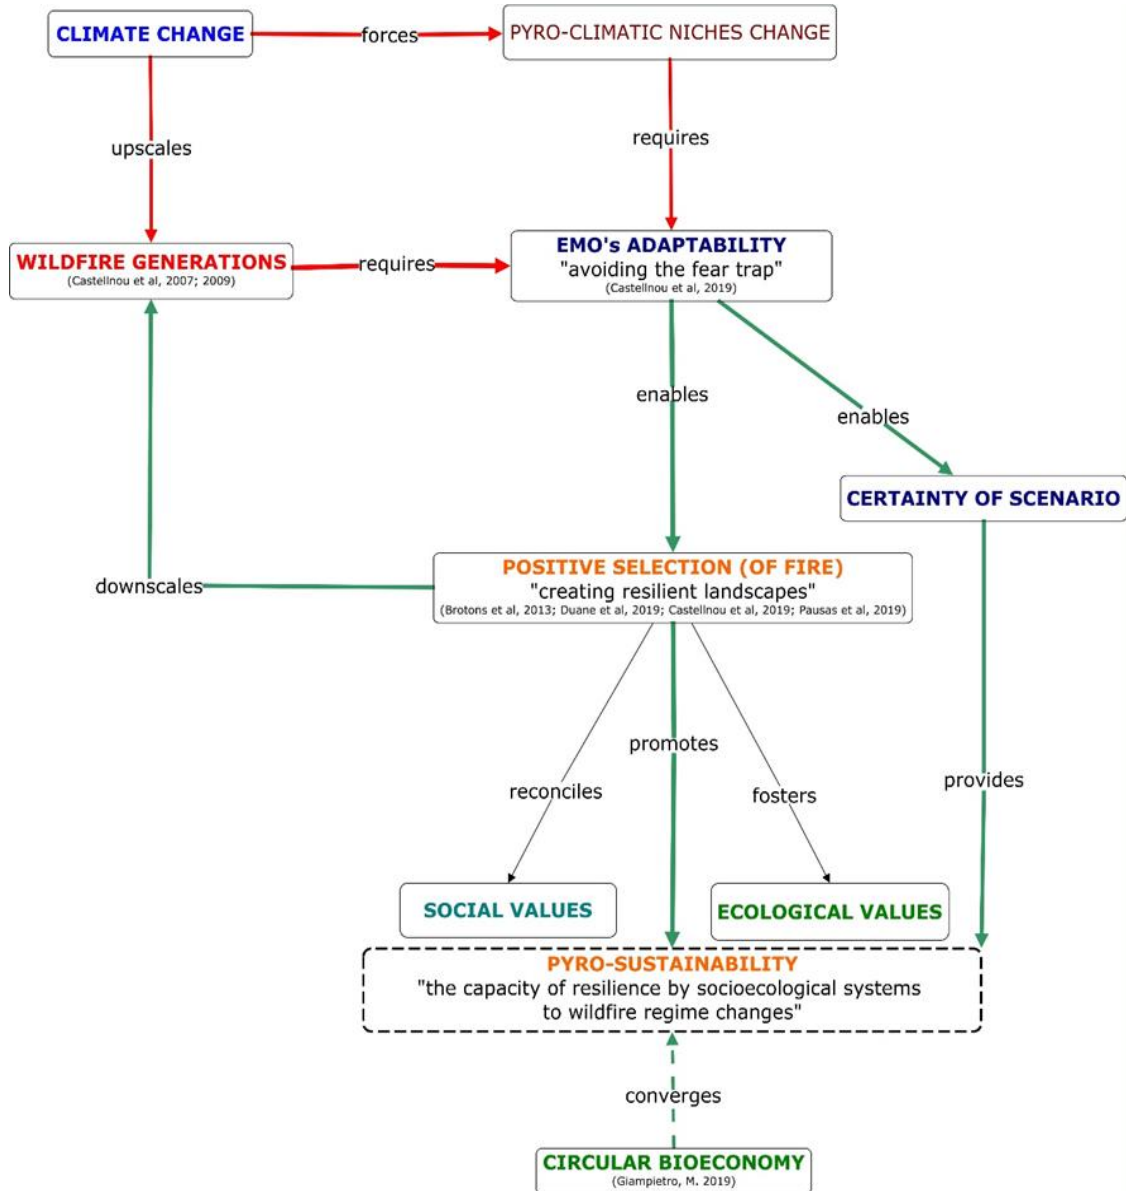 CLIMATE CHANGE
forces
PYRO-CLIMATIC NICHES CHANGE
upscales
requires
WILDFIRE GENERATIONS
(Castellnou et al, 2007; 2009)
requires
EMO's ADAPTABILITY
"avoiding the fear trap"
(Castellnou et al, 2019)
enables
enables
CERTAINTY OF SCENARIO
downscales
POSITIVE SELECTION (OF FIRE)
"creating resilient landscapes"
(Brotons et al, 2013; Duane et al, 2019; Castellnou et al, 2019; Pausas et al, 2019)
reconciles
promotes
fosters
provides
SOCIAL VALUES
ECOLOGICAL VALUES
PYRO-SUSTAINABILITY
"the capacity of resilience by socioecological systems
to wildfire regime changes"
converges
CIRCULAR BIOECONOMY
(Giampietro, M. 2019)